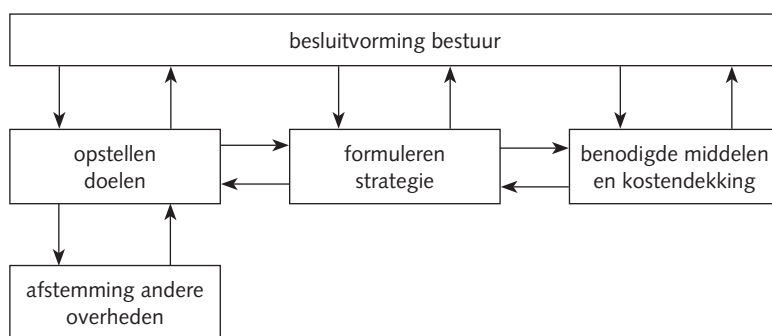 besluitvorming bestuur
opstellen
doelen
formuleren
strategie
benodigde middelen
en kostendekking
afstemming andere
overheden